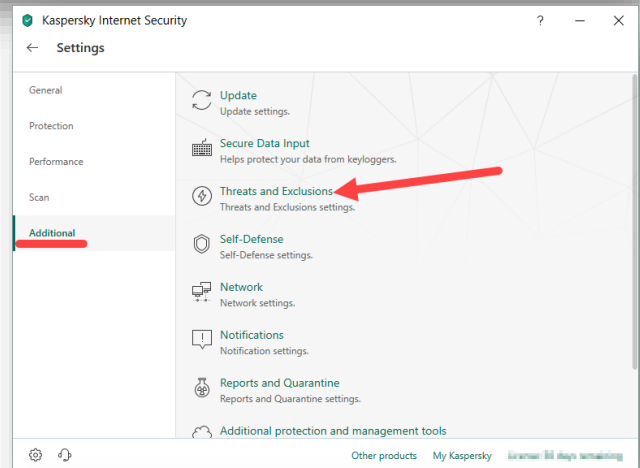 Kaspersky Internet Security
?
Settings
General
Protection
Performance
Scan
Additional
Update
Update settings.
Secure Data Input
Helps protect your data from keyloggers.
Threats and Exclusions
Threats and Exclusions settings.
Self-Defense
Self-Defense settings.
Network
Network settings.
Notifications
Notification settings.
Reports and Quarantine
Reports and Quarantine settings.
Additional protection and management tools
Other products My Kaspersky